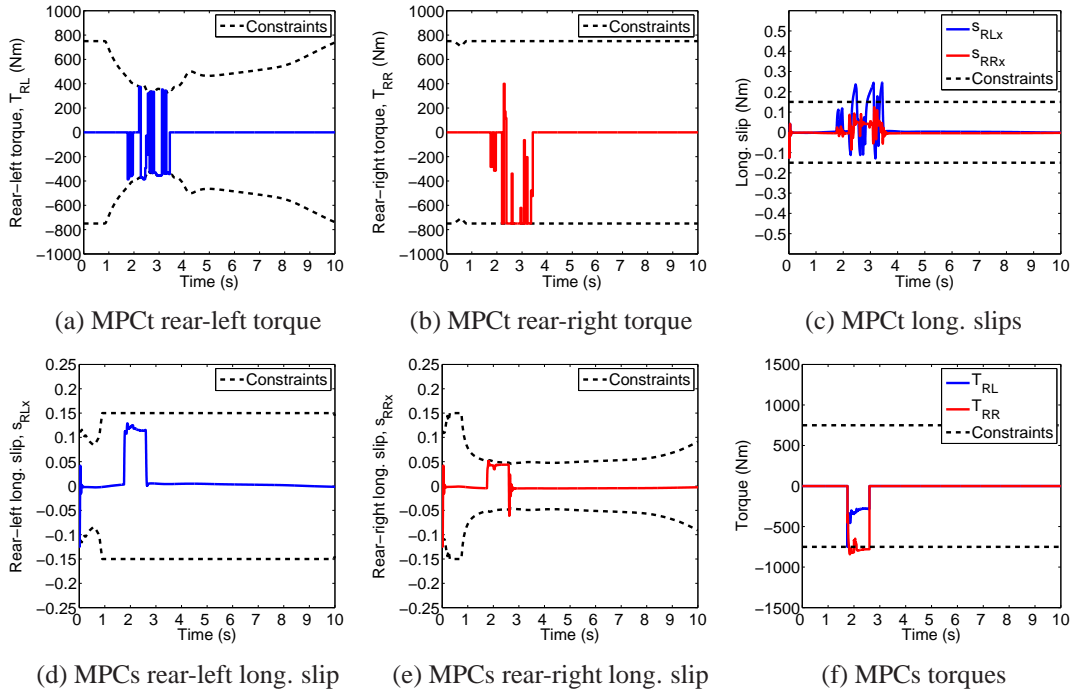 1000
800
600
400
200
0
−200
−400
−600
−800
−1000
Rear−left torque, T_RL (Nm)
Constraints
0 1 2 3 4 5 6 7 8 9 10
Time (s)
(a) MPCt rear-left torque
1000
800
600
400
200
0
−200
−400
−600
−800
−1000
Rear−right torque, T_RR (Nm)
Constraints
0 1 2 3 4 5 6 7 8 9 10
Time (s)
(b) MPCt rear-right torque
0.5
0.4
0.3
0.2
0.1
0
−0.1
−0.2
−0.3
−0.4
−0.5
Long. slip (Nm)
s_RLx
s_RRx
Constraints
0 1 2 3 4 5 6 7 8 9 10
Time (s)
(c) MPCt long. slips
0.25
0.2
0.15
0.1
0.05
0
−0.05
−0.1
−0.15
−0.2
−0.25
Rear−left long. slip, s_RLx
Constraints
0 1 2 3 4 5 6 7 8 9 10
Time (s)
(d) MPCs rear-left long. slip
0.25
0.2
0.15
0.1
0.05
0
−0.05
−0.1
−0.15
−0.2
−0.25
Rear−right long. slip, s_RRx
Constraints
0 1 2 3 4 5 6 7 8 9 10
Time (s)
(e) MPCs rear-right long. slip
1500
1000
500
0
−500
−1000
−1500
Torque (Nm)
T_RL
T_RR
Constraints
0 1 2 3 4 5 6 7 8 9 10
Time (s)
(f) MPCs torques